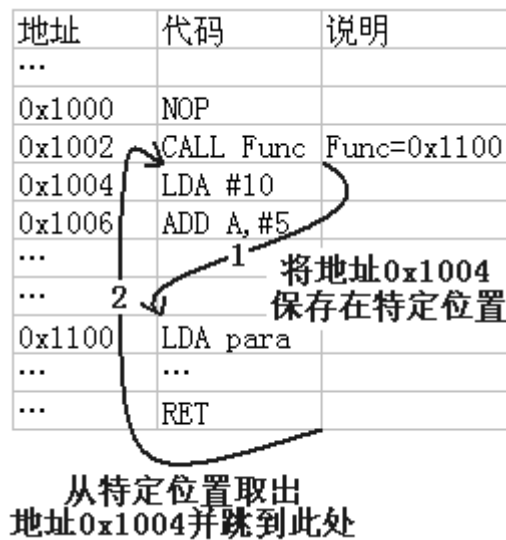 地址 代码 说明
…
0x1000 NOP
0x1002 CALL Func Func=0x1100
0x1004 LDA #10
0x1006 ADD A,#5
… 1
将地址0x1004
… 2
保存在特定位置
0x1100 LDA para
… …
… RET
从特定位置取出
地址0x1004并跳到此处